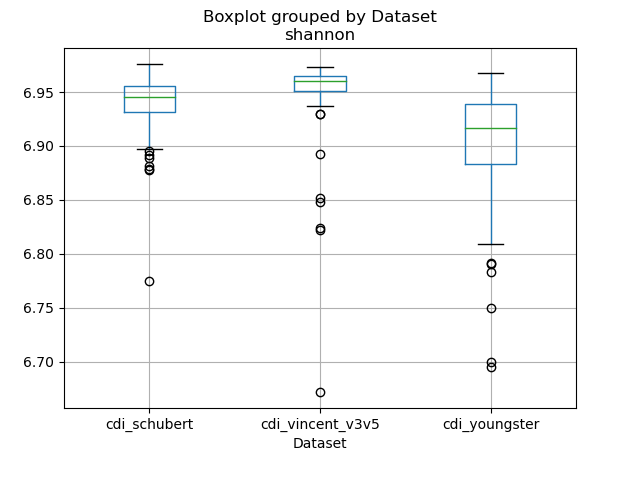 Boxplot grouped by Dataset
shannon
6.95
6.90
6.85
6.80
6.75
6.70
cdi_schubert cdi_vincent_v3v5 cdi_youngster
Dataset